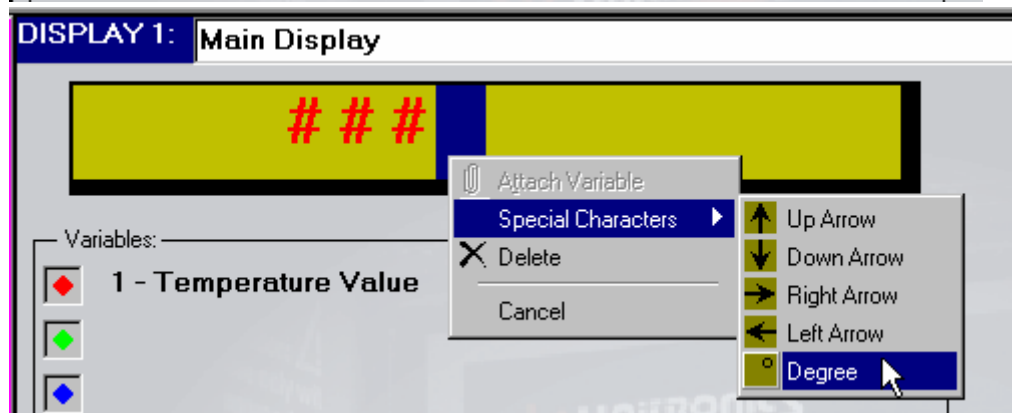 DISPLAY 1: Main Display
# # #
Attach Variable
Special Characters
Delete
Cancel
Up Arrow
Down Arrow
Right Arrow
Left Arrow
Degree
Variables:
1 - Temperature Value